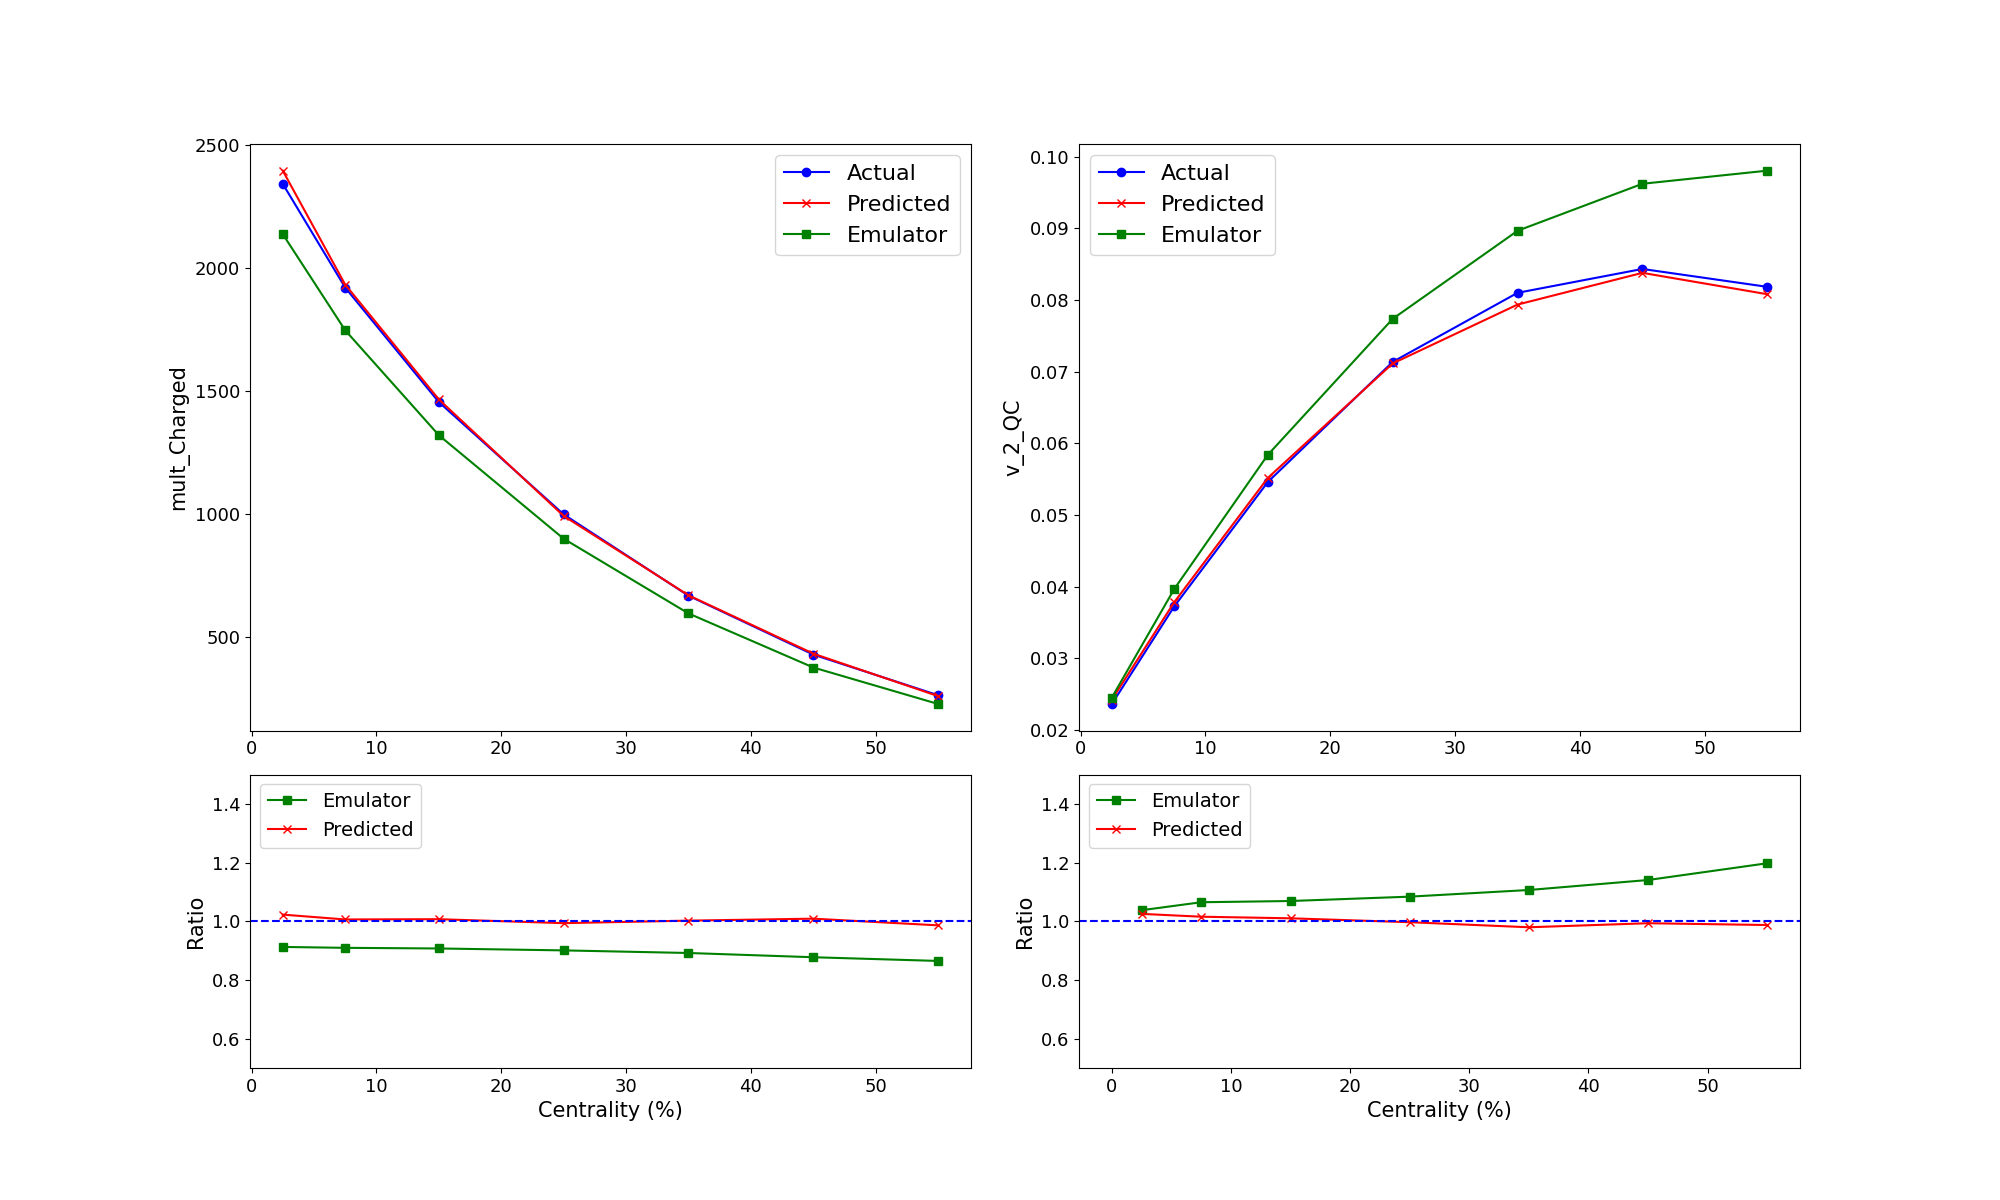 2500
2000
1500
1000
500
mult_Charged
Actual
Predicted
Emulator
0 10 20 30 40 50
0.10
0.09
0.08
0.07
0.06
0.05
0.04
0.03
0.02
v_2_QC
Actual
Predicted
Emulator
0 10 20 30 40 50
1.4
1.2
1.0
0.8
0.6
Ratio
Emulator
Predicted
0 10 20 30 40 50
Centrality (%)
1.4
1.2
1.0
0.8
0.6
Ratio
Emulator
Predicted
0 10 20 30 40 50
Centrality (%)